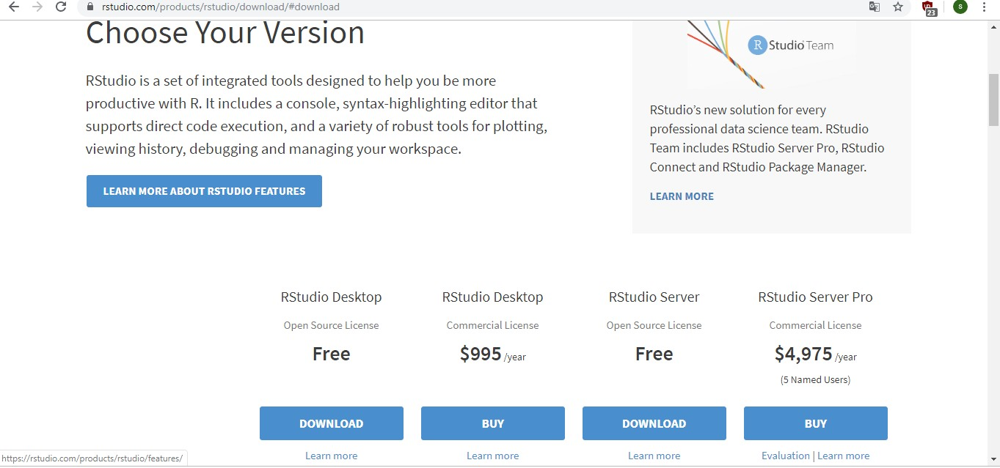 rstudio.com/products/rstudio/download/#download
23
S
Choose Your Version
RStudio is a set of integrated tools designed to help you be more
productive with R. It includes a console, syntax-highlighting editor that
supports direct code execution, and a variety of robust tools for plotting,
viewing history, debugging and managing your workspace.
LEARN MORE ABOUT RSTUDIO FEATURES
R Studio Team
RStudio’s new solution for every
professional data science team. RStudio
Team includes RStudio Server Pro, RStudio
Connect and RStudio Package Manager.
LEARN MORE
RStudio Desktop
Open Source License
Free
DOWNLOAD
Learn more
RStudio Desktop
Commercial License
$995 /year
BUY
Learn more
RStudio Server
Open Source License
Free
DOWNLOAD
Learn more
RStudio Server Pro
Commercial License
$4,975 /year
(5 Named Users)
BUY
Evaluation | Learn more
https://rstudio.com/products/rstudio/features/